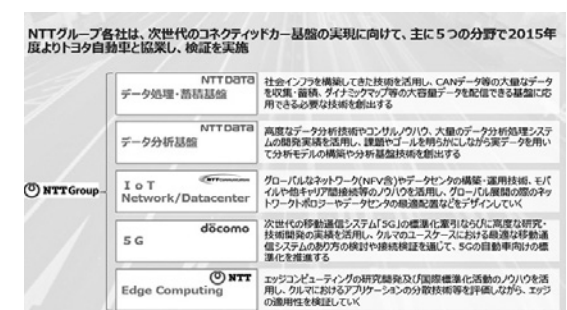 NTTグループ各社は、次世代のコネクティッドカー基盤の実現に向けて、主に5つの分野で2015年
度よりトヨタ自動車と協業し、検証を実施
NTT Group
NTT DATA
データ処理・蓄積基盤
社会インフラを構築してきた技術を活用し、CANデータ等の大量なデータ
を収集・蓄積、ダイナミックマップ等の大容量データを配信できる基盤に応
用できる必要な技術を創出する
NTT DATA
データ分析基盤
高度なデータ分析技術やコンサルノウハウ、大量のデータ分析処理システ
ムの開発実績を活用し、課題やゴールを明らかにしながら実データを用い
て分析モデルの構築や分析基盤技術を創出する
NTT Communications
IoT
Network/Datacenter
グローバルなネットワーク(NFV含)やデータセンタの構築・運用技術、モバ
イルや他キャリア間接続等のノウハウを活用し、グローバル展開の際のネッ
トワークトポロジーやデータセンタの最適配置などをデザインしていく
döcomo
5G
次世代の移動通信システム「5G」の標準化牽引ならびに高度な研究・
技術開発の実績を活用し、クルマのユースケースにおける最適な移動通
信システムのあり方の検討や接続検証を通じて、5Gの自動車向けの標
準化を推進する
NTT
Edge Computing
エッジコンピューティングの研究開発及び国際標準化活動のノウハウを活
用し、クルマにおけるアプリケーションの分散技術等を評価しながら、エッジ
の適用性を検証していく